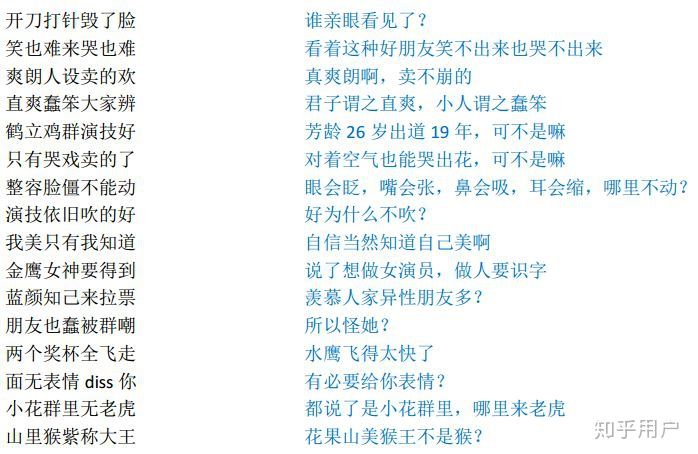 开刀打针毁了脸 谁亲眼看见了？
笑也难来哭也难 看着这种好朋友笑不出来也哭不出来
爽朗人设卖的欢 真爽朗啊，卖不崩的
直爽蠢笨大家辨 君子谓之直爽，小人谓之蠢笨
鹤立鸡群演技好 芳龄 26 岁出道 19 年，可不是嘛
只有哭戏卖的了 对着空气也能哭出花，可不是嘛
整容脸僵不能动 眼会眨，嘴会张，鼻会吸，耳会缩，哪里不动？
演技依旧吹的好 好为什么不吹？
我美只有我知道 自信当然知道自己美啊
金鹰女神要得到 说了想做女演员，做人要识字
蓝颜知己来拉票 羡慕人家异性朋友多？
朋友也蠢被群嘲 所以怪她？
两个奖杯全飞走 水鹰飞得太快了
面无表情 diss 你 有必要给你表情？
小花群里无老虎 都说了是小花群里，哪里来老虎
山里猴紫称大王 花果山美猴王不是猴？
知乎用户